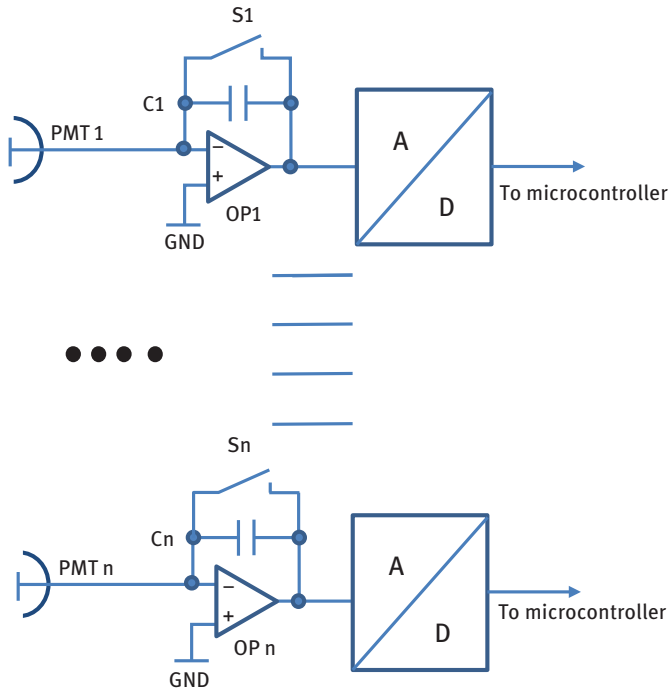 S1
C1
PMT 1
−
+
OP1
GND
A
D
To microcontroller
Sn
Cn
PMT n
−
+
OP n
GND
A
D
To microcontroller